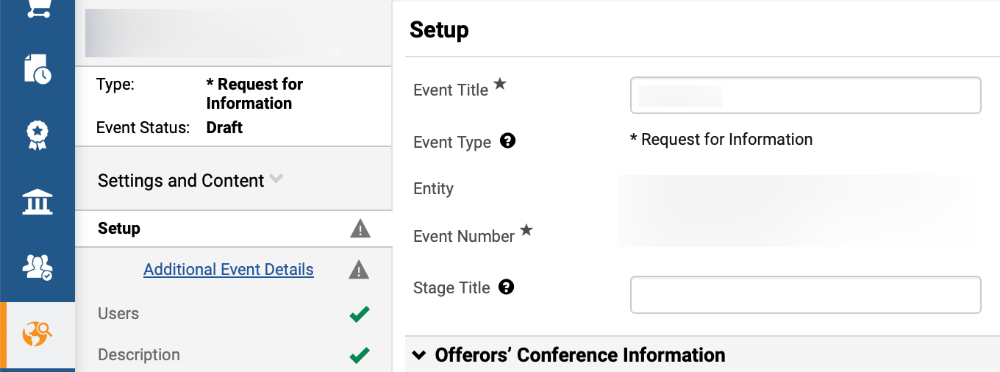 Type:
* Request for
Information
Event Status:
Draft
Settings and Content
Setup
Additional Event Details
Users
Description
Setup
Event Title ★
Event Type ?
* Request for Information
Entity
Event Number ★
Stage Title ?
Offerors’ Conference Information